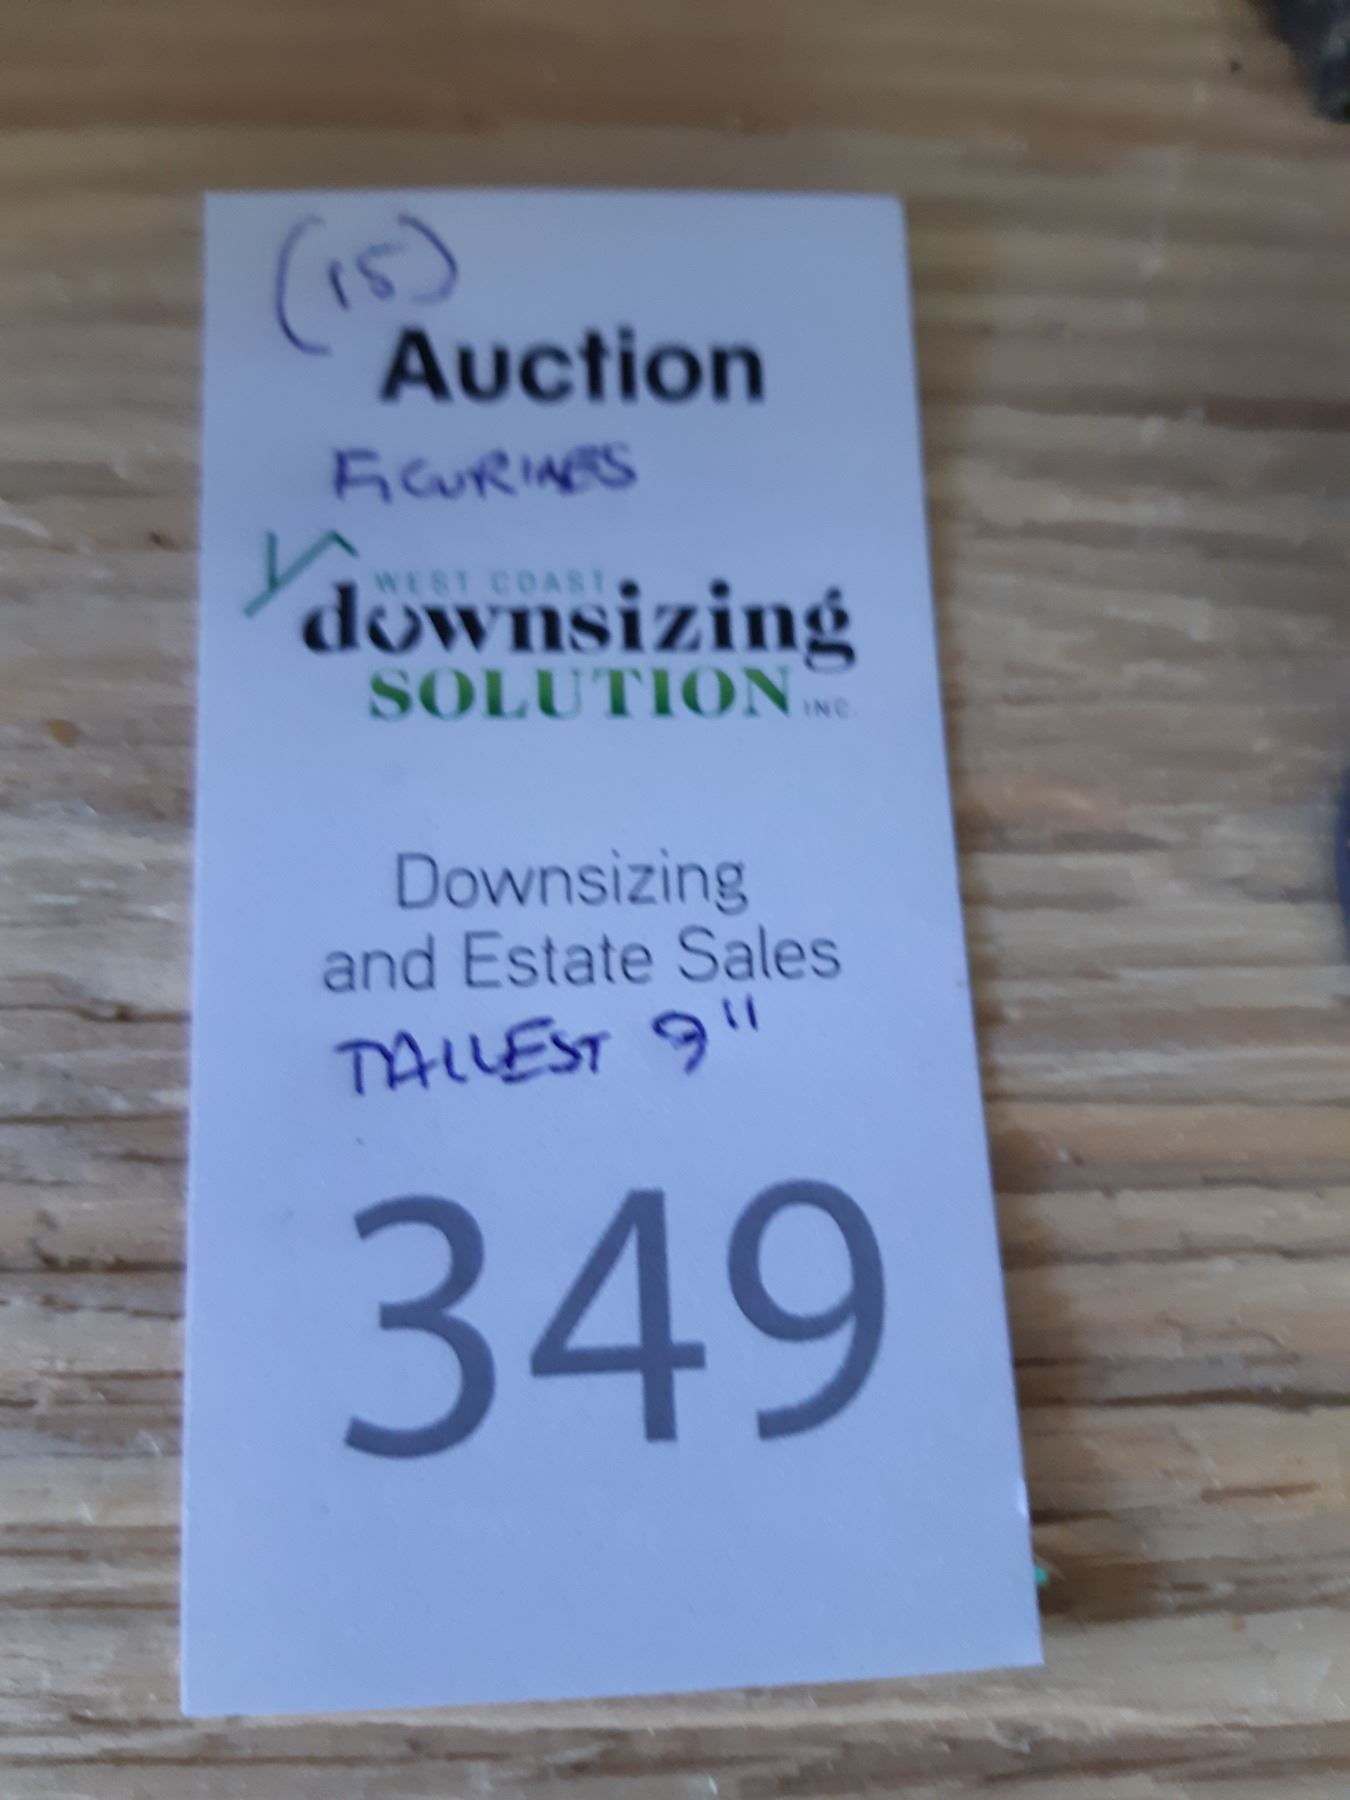 (15)
Auction
FIGURINES
WEST COAST
downsizing
SOLUTION INC.
Downsizing
and Estate Sales
TALLEST 9"
349